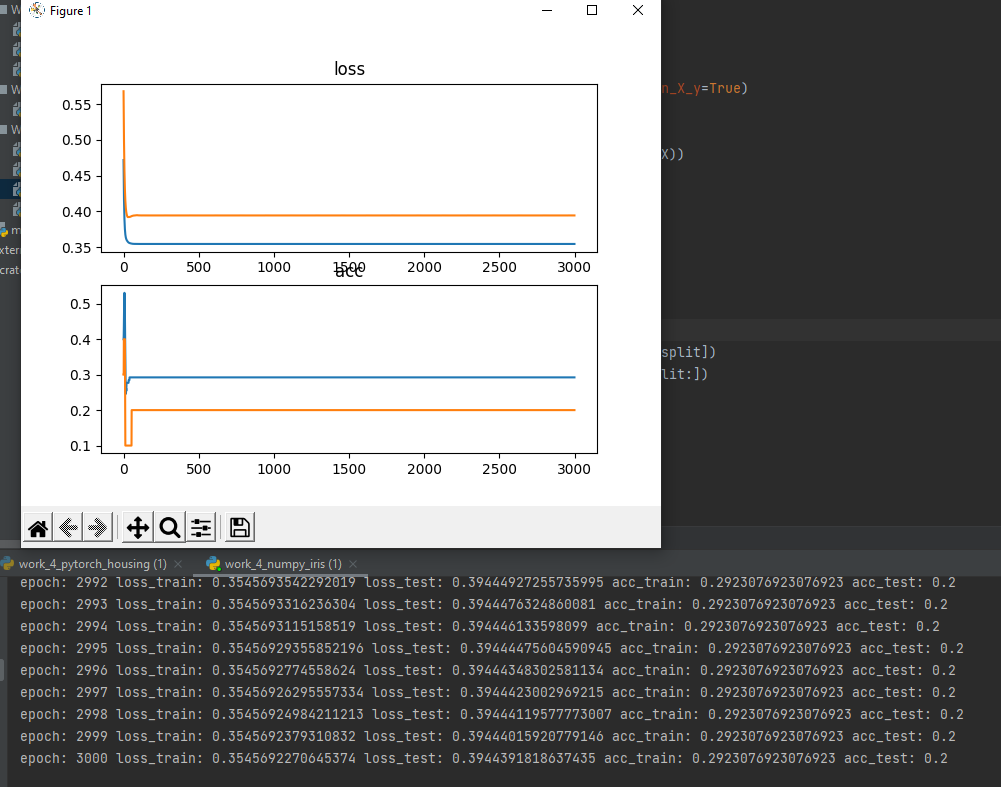 Figure 1
loss
0.55
0.50
0.45
0.40
0.35
0 500 1000 1500 2000 2500 3000
acc
0.5
0.4
0.3
0.2
0.1
0 500 1000 1500 2000 2500 3000
n_X_y=True)
X))
split])
lit:])
W
W
W
m
xter
crat
work_4_pytorch_housing (1) work_4_numpy_iris (1)
epoch: 2992 loss_train: 0.3545693542292019 loss_test: 0.39444927255735995 acc_train: 0.2923076923076923 acc_test: 0.2
epoch: 2993 loss_train: 0.3545693316236304 loss_test: 0.3944476324860081 acc_train: 0.2923076923076923 acc_test: 0.2
epoch: 2994 loss_train: 0.3545693115158519 loss_test: 0.394446133598099 acc_train: 0.2923076923076923 acc_test: 0.2
epoch: 2995 loss_train: 0.35456929355852196 loss_test: 0.39444475604590945 acc_train: 0.2923076923076923 acc_test: 0.2
epoch: 2996 loss_train: 0.3545692774558624 loss_test: 0.39444348302581134 acc_train: 0.2923076923076923 acc_test: 0.2
epoch: 2997 loss_train: 0.35456926295557334 loss_test: 0.3944423002969215 acc_train: 0.2923076923076923 acc_test: 0.2
epoch: 2998 loss_train: 0.35456924984211213 loss_test: 0.39444119577773007 acc_train: 0.2923076923076923 acc_test: 0.2
epoch: 2999 loss_train: 0.3545692379310832 loss_test: 0.39444015920779146 acc_train: 0.2923076923076923 acc_test: 0.2
epoch: 3000 loss_train: 0.3545692270645374 loss_test: 0.3944391818637435 acc_train: 0.2923076923076923 acc_test: 0.2